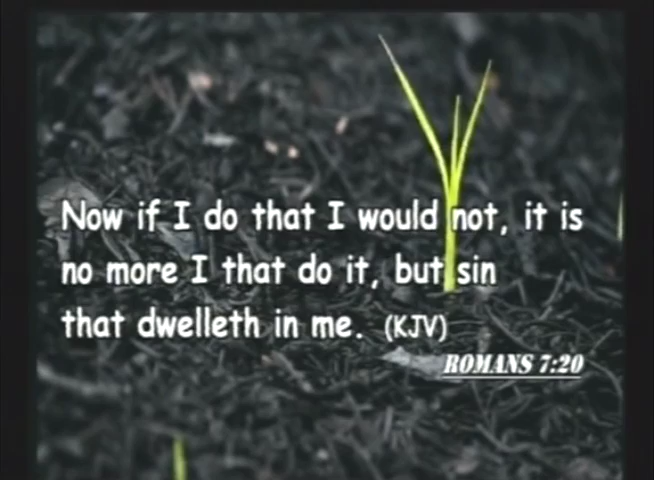 Now if I do that I would not, it is
no more I that do it, but sin
that dwelleth in me. (KJV)
ROMANS 7:20